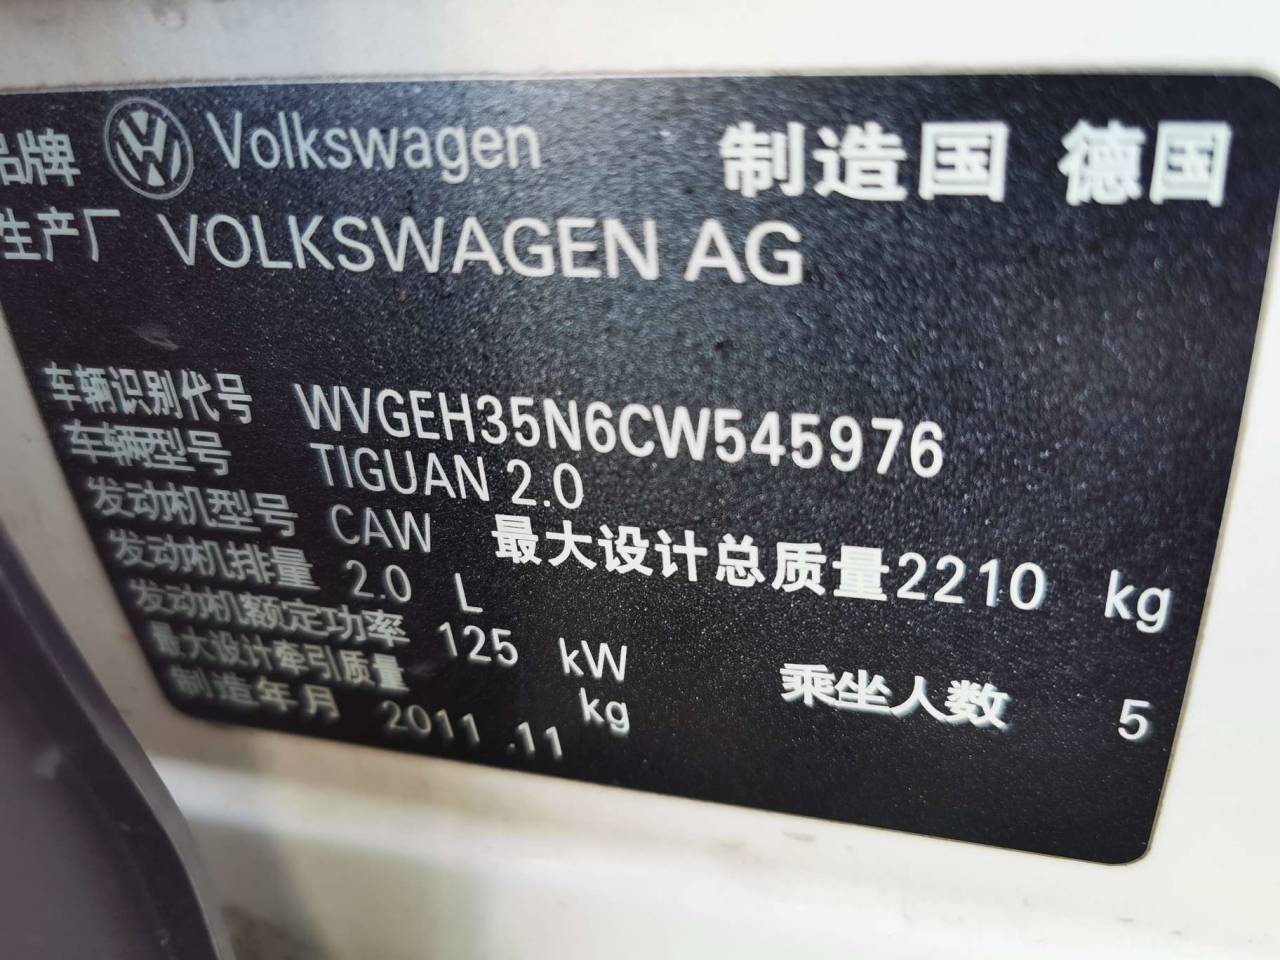 品牌 Volkswagen 制造国 德国
生产厂 VOLKSWAGEN AG
车辆识别代号 WVGEH35N6CW545976
车辆型号 TIGUAN 2.0
发动机型号 CAW 最大设计总质量2210 kg
发动机排量 2.0 L
发动机额定功率 125 kW 乘坐人数 5
最大设计牵引质量 kg
制造年月 2011 .11